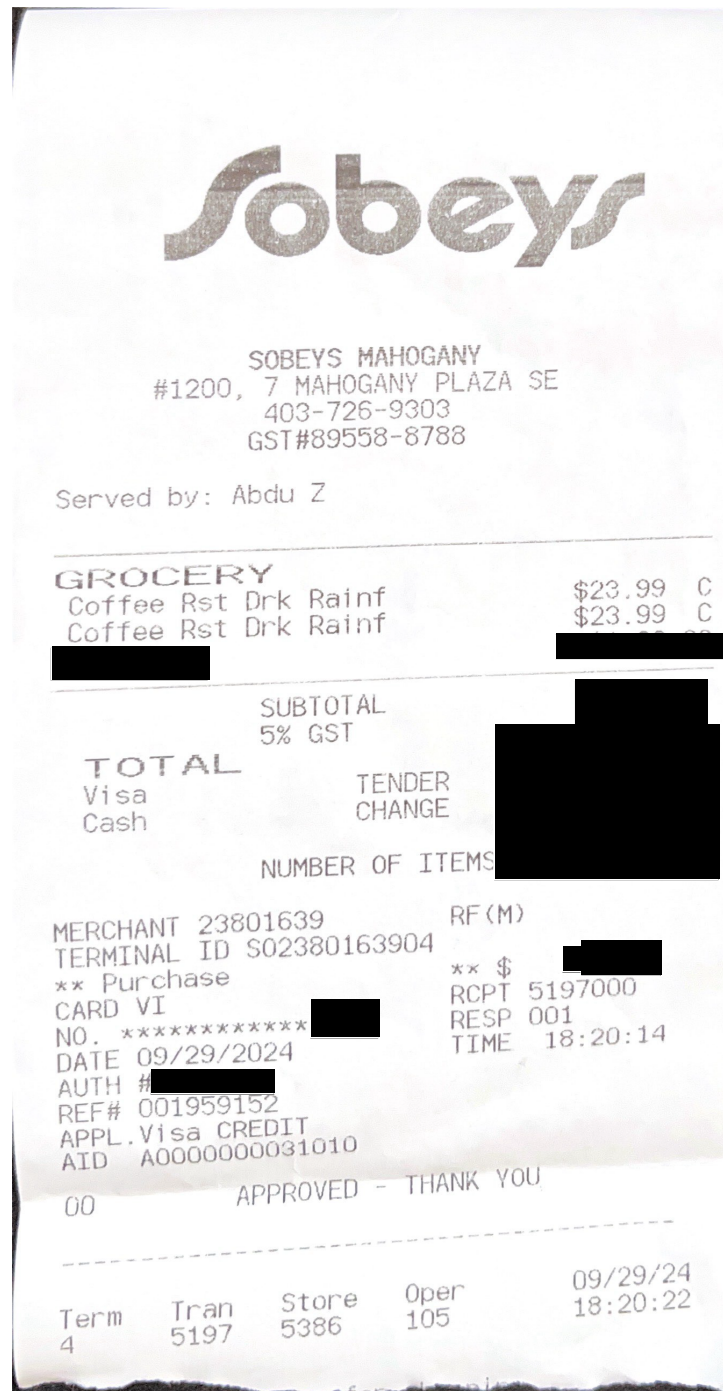 Sobeys
SOBEYS MAHOGANY
#1200, 7 MAHOGANY PLAZA SE
403-726-9303
GST#89558-8788
Served by: Abdu Z
GROCERY
Coffee Rst Drk Rainf $23.99 C
Coffee Rst Drk Rainf $23.99 C
SUBTOTAL
5% GST
TOTAL
Visa TENDER
Cash CHANGE
NUMBER OF ITEMS
MERCHANT 23801639 RF(M)
TERMINAL ID S02380163904
** Purchase ** $
CARD VI RCPT 5197000
NO. ************ RESP 001
DATE 09/29/2024 TIME 18:20:14
AUTH #
REF# 001959152
APPL.Visa CREDIT
AID A0000000031010
00 APPROVED - THANK YOU
Term Tran Store Oper 09/29/24
4 5197 5386 105 18:20:22